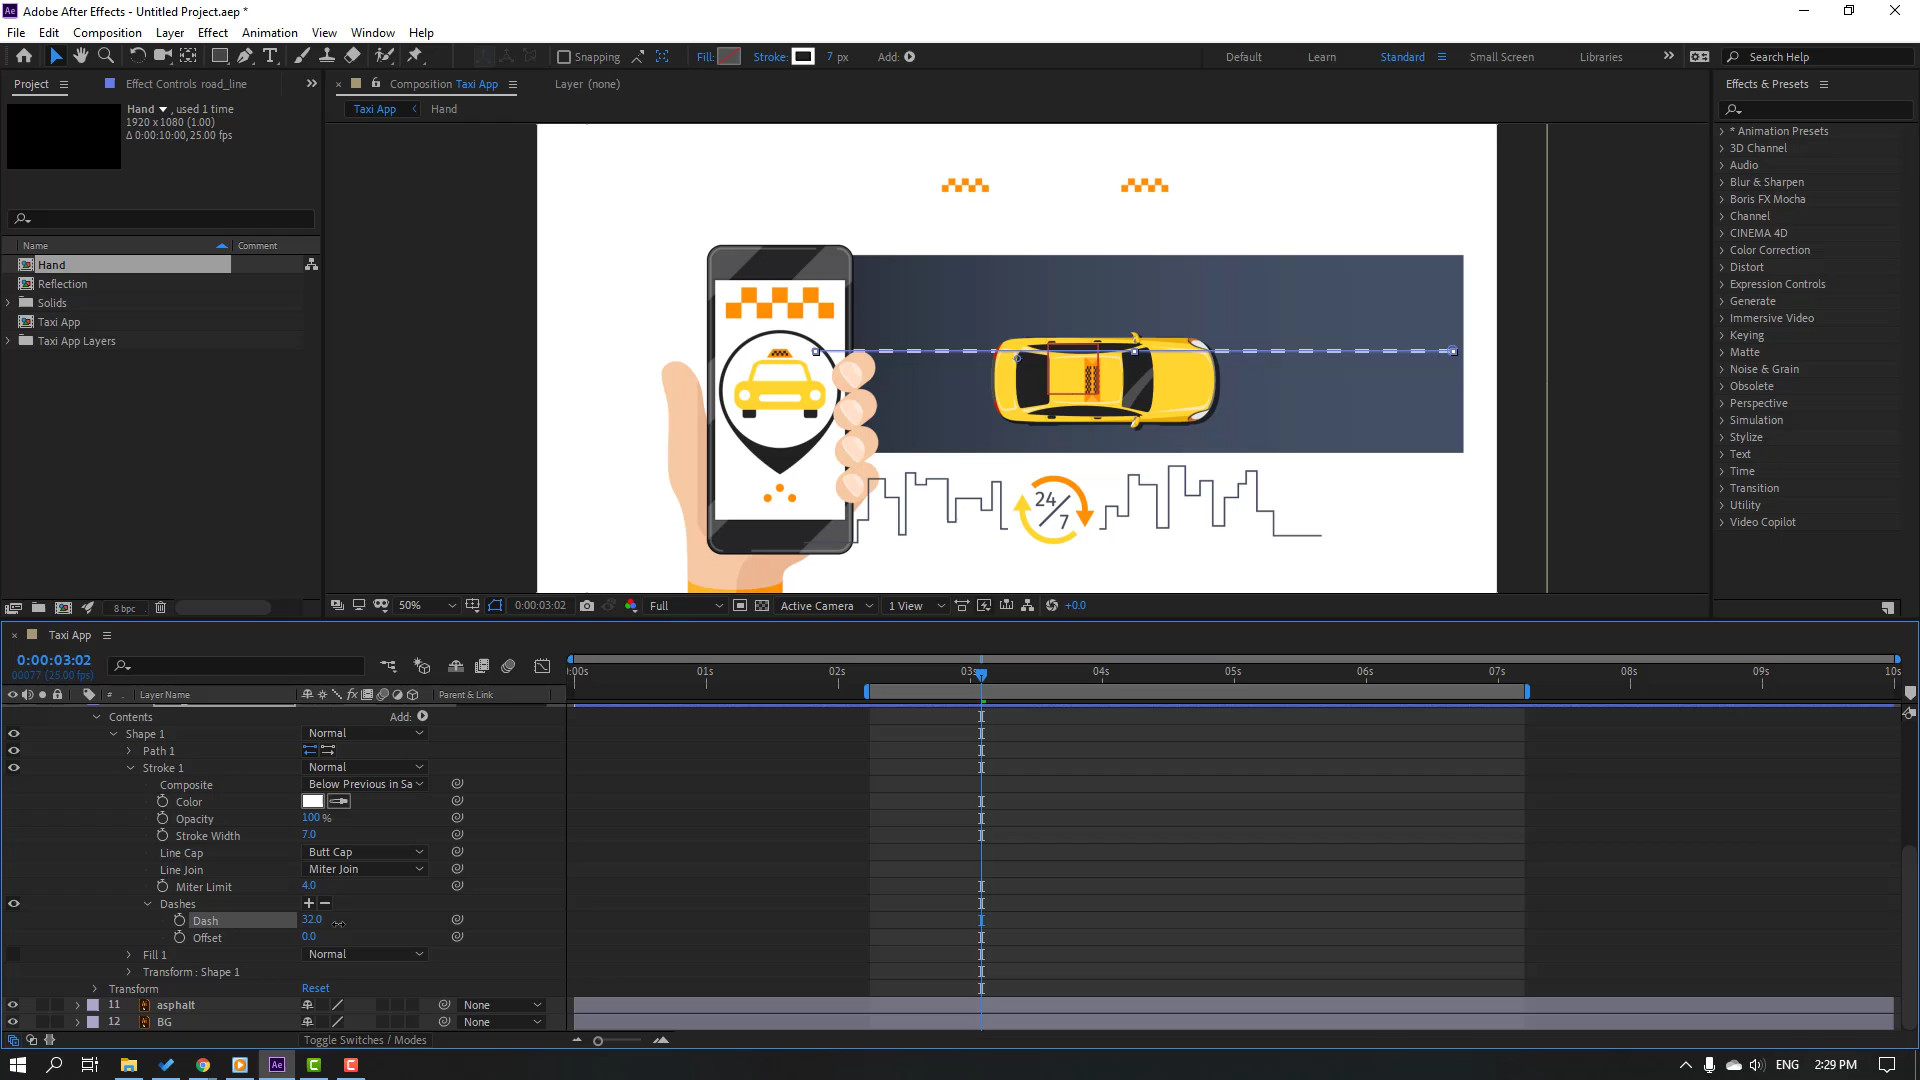 Adobe After Effects - Untitled Project.aep *
File Edit Composition Layer Effect Animation View Window Help
Snapping Fill: Stroke: 7 px Add: Default Learn Standard Small Screen Libraries Search Help
Project Effect Controls road_line Composition Taxi App Layer (none) Effects & Presets
Taxi App Hand
Hand , used 1 time
1920 x 1080 (1.00)
Δ 0:00:10:00, 25.00 fps
Name Comment
Hand
Reflection
Solids
Taxi App
Taxi App Layers
24/7
* Animation Presets
3D Channel
Audio
Blur & Sharpen
Boris FX Mocha
Channel
CINEMA 4D
Color Correction
Distort
Expression Controls
Generate
Immersive Video
Keying
Matte
Noise & Grain
Obsolete
Perspective
Simulation
Stylize
Text
Time
Transition
Utility
Video Copilot
8 bpc 50% 0:00:03:02 Full Active Camera 1 View +0.0
Taxi App
0:00:03:02
00077 (25.00 fps)
:00s 01s 02s 03s 04s 05s 06s 07s 08s 09s 10s
# Layer Name Parent & Link
Contents Add:
Shape 1 Normal
Path 1
Stroke 1 Normal
Composite Below Previous in Sa
Color
Opacity 100 %
Stroke Width 7.0
Line Cap Butt Cap
Line Join Miter Join
Miter Limit 4.0
Dashes
Dash 32.0
Offset 0.0
Fill 1 Normal
Transform : Shape 1
Transform Reset
11 asphalt None
12 BG None
Toggle Switches / Modes
ENG 2:29 PM